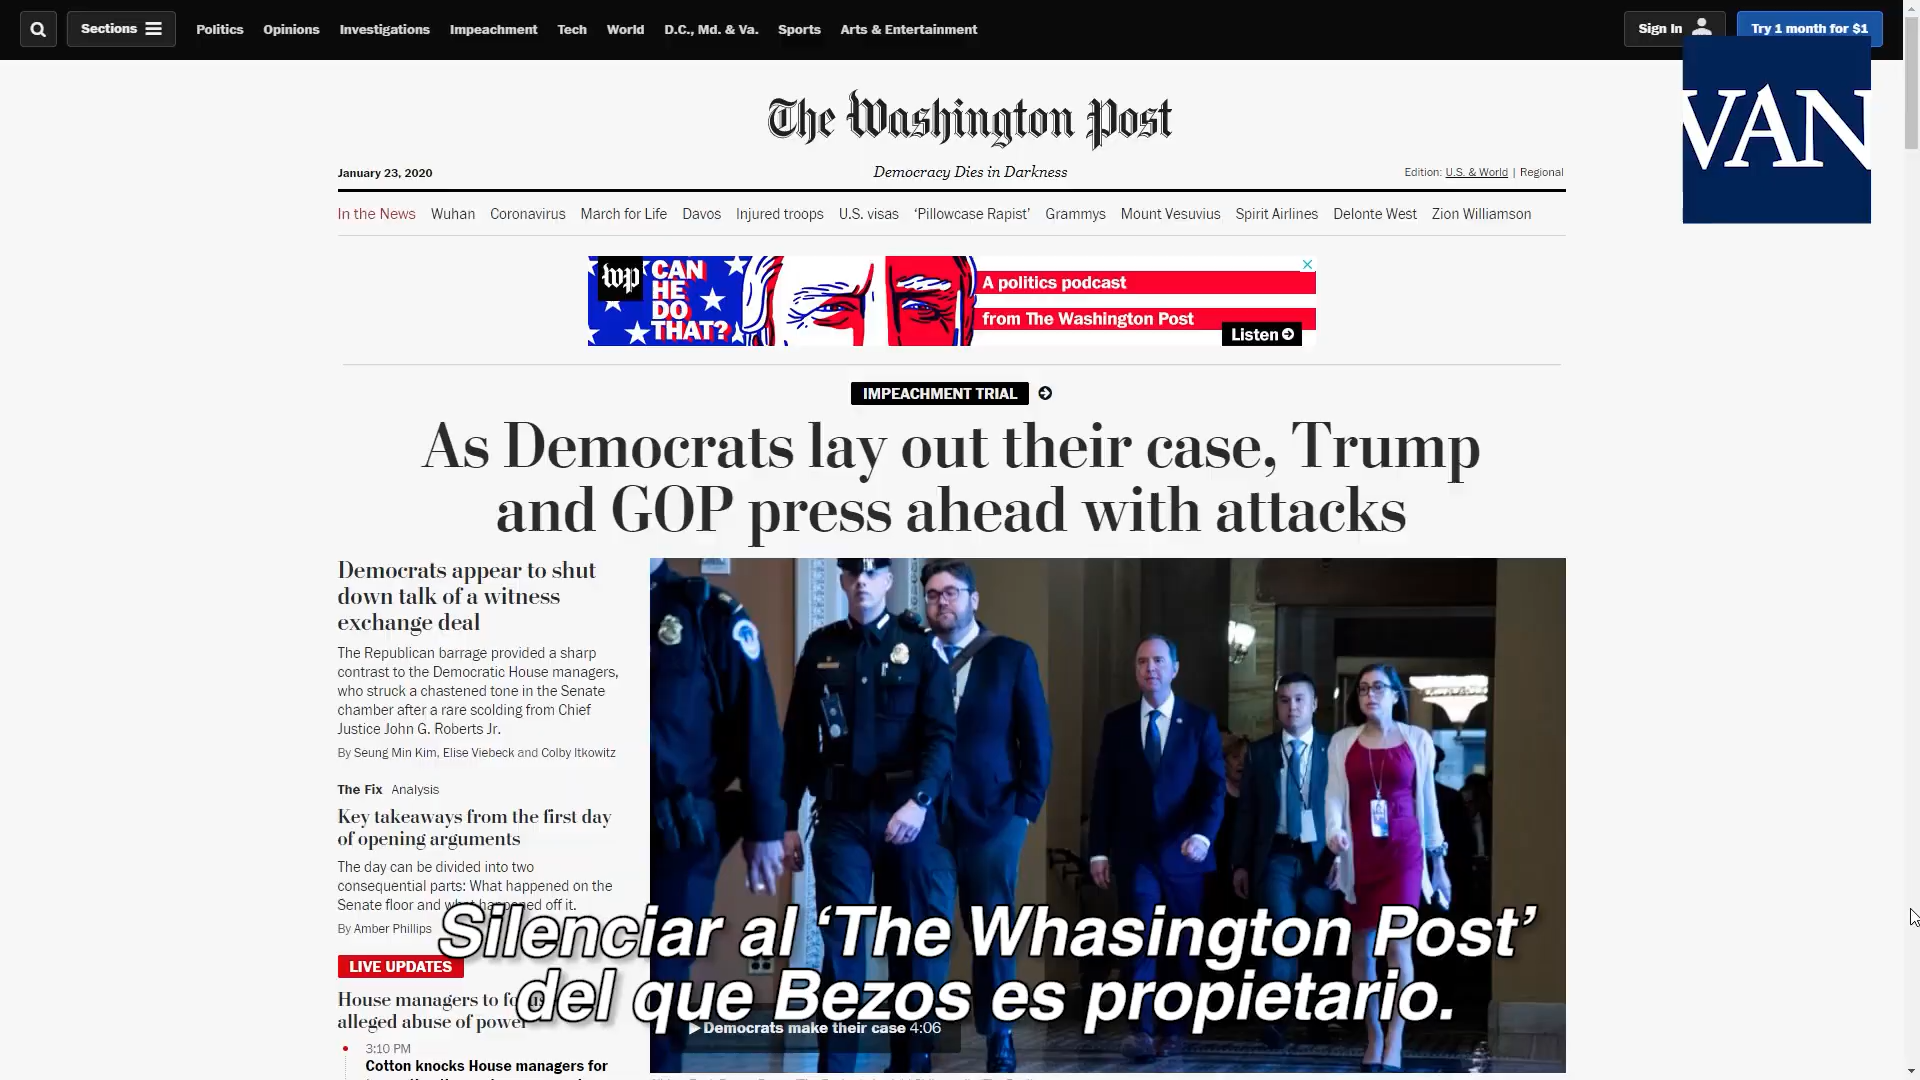 Sections
Politics
Opinions
Investigations
Impeachment
Tech
World
D.C., Md. & Va.
Sports
Arts & Entertainment
Sign In
Try 1 month for $1
VAN
The Washington Post
January 23, 2020
Democracy Dies in Darkness
Edition: U.S. & World | Regional
In the News
Wuhan
Coronavirus
March for Life
Davos
Injured troops
U.S. visas
‘Pillowcase Rapist’
Grammys
Mount Vesuvius
Spirit Airlines
Delonte West
Zion Williamson
wp
CAN
HE
DO
THAT?
A politics podcast
from The Washington Post
Listen
IMPEACHMENT TRIAL
As Democrats lay out their case, Trump
and GOP press ahead with attacks
Democrats appear to shut
down talk of a witness
exchange deal
The Republican barrage provided a sharp
contrast to the Democratic House managers,
who struck a chastened tone in the Senate
chamber after a rare scolding from Chief
Justice John G. Roberts Jr.
By Seung Min Kim, Elise Viebeck and Colby Itkowitz
The Fix Analysis
Key takeaways from the first day
of opening arguments
The day can be divided into two
consequential parts: What happened on the
Senate floor and what happened off it.
By Amber Phillips
LIVE UPDATES
House managers to
alleged abuse of power
3:10 PM
Cotton knocks House managers for
Democrats make their case 4:06
Silenciar al ‘The Whasington Post’
del que Bezos es propietario.